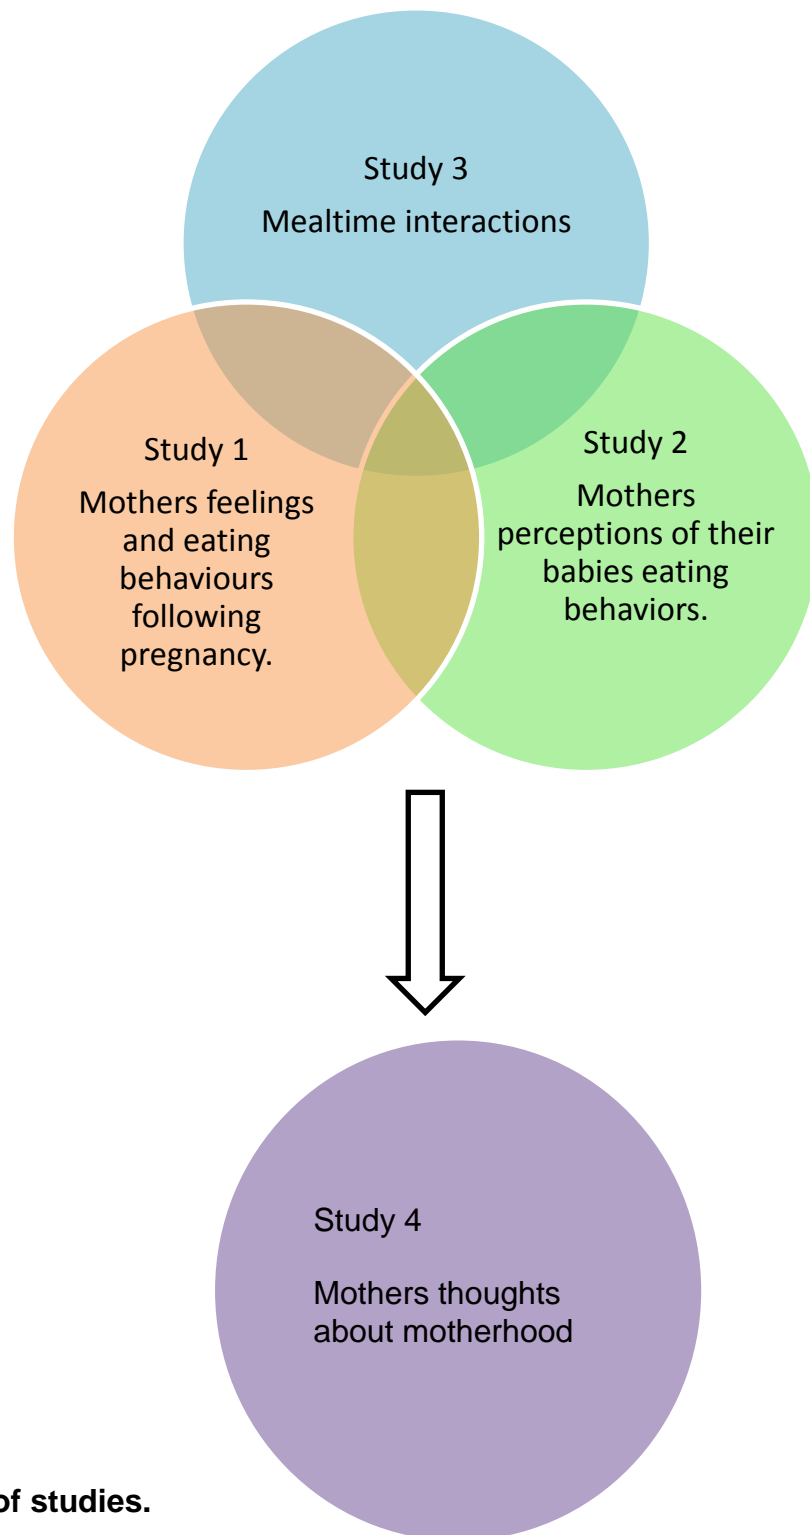 Study 3
Mealtime interactions
Study 1
Mothers feelings
and eating
behaviours
following
pregnancy.
Study 2
Mothers
perceptions of their
babies eating
behaviors.
Study 4
Mothers thoughts
about motherhood
of studies.